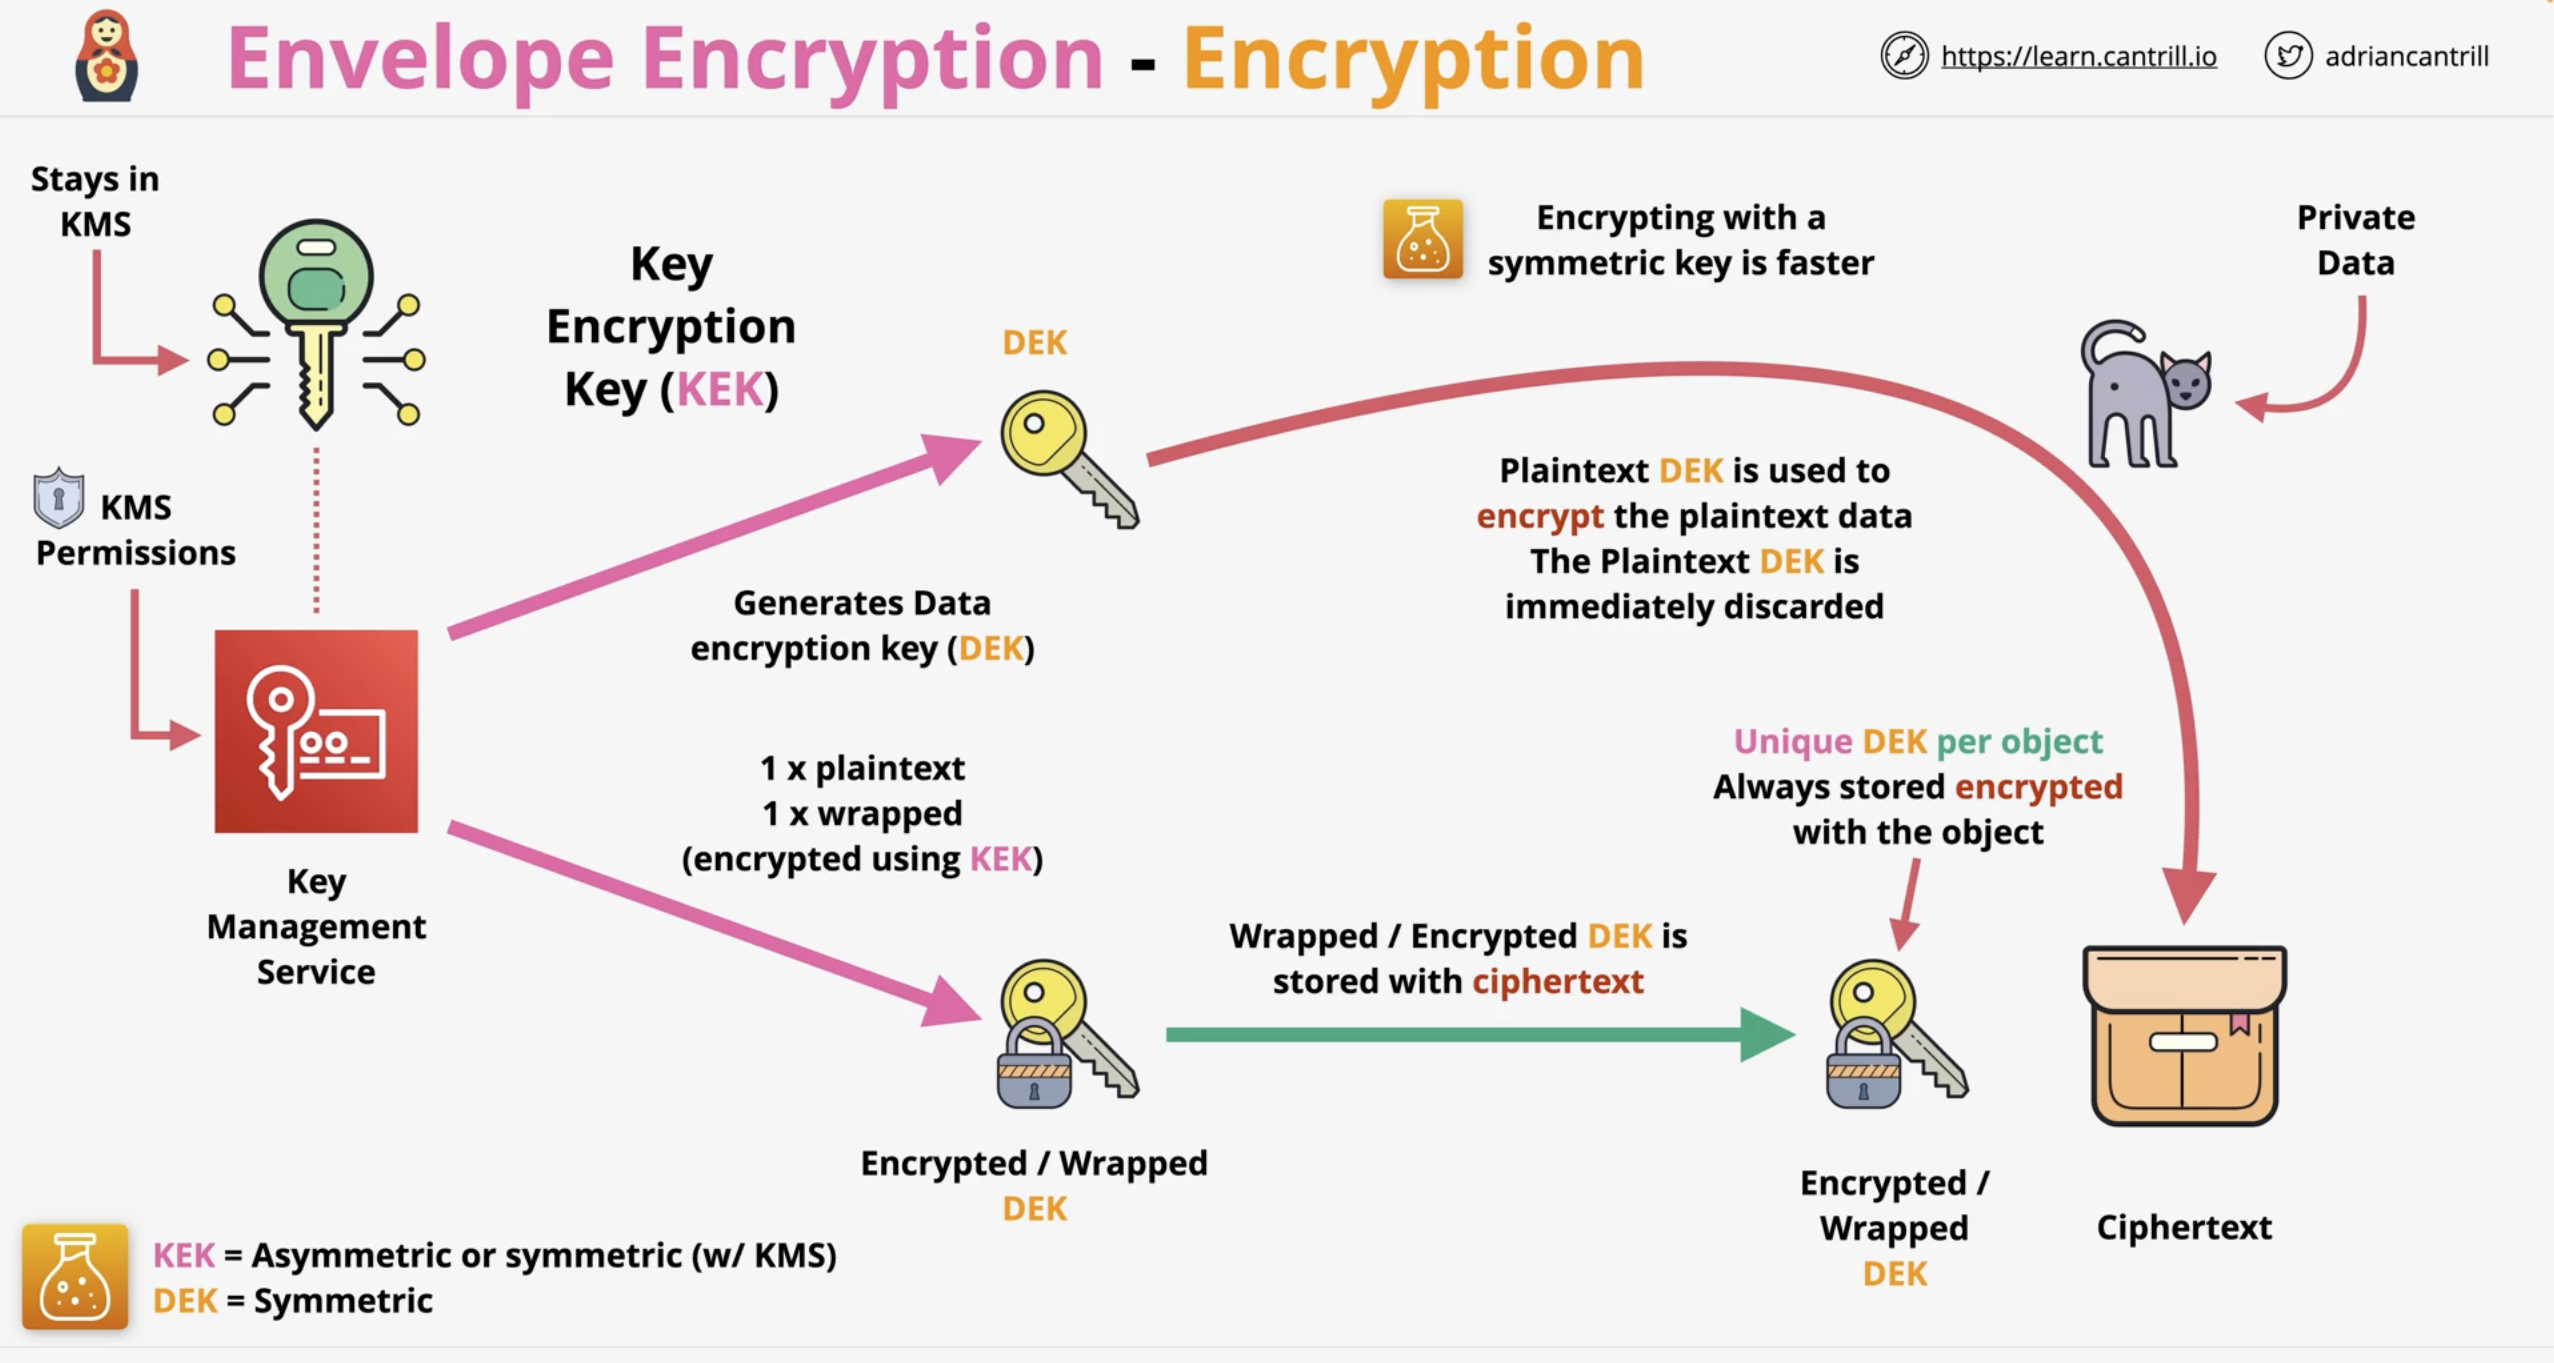 Envelope Encryption - Encryption
https://learn.cantrill.io
adriancantrill
Stays in
KMS
Key
Encryption
Key (KEK)
KMS
Permissions
Key
Management
Service
DEK
Generates Data
encryption key (DEK)
1 x plaintext
1 x wrapped
(encrypted using KEK)
Encrypted / Wrapped
DEK
Encrypting with a
symmetric key is faster
Private
Data
Plaintext DEK is used to
encrypt the plaintext data
The Plaintext DEK is
immediately discarded
Unique DEK per object
Always stored encrypted
with the object
Wrapped / Encrypted DEK is
stored with ciphertext
Encrypted /
Wrapped
DEK
Ciphertext
KEK = Asymmetric or symmetric (w/ KMS)
DEK = Symmetric